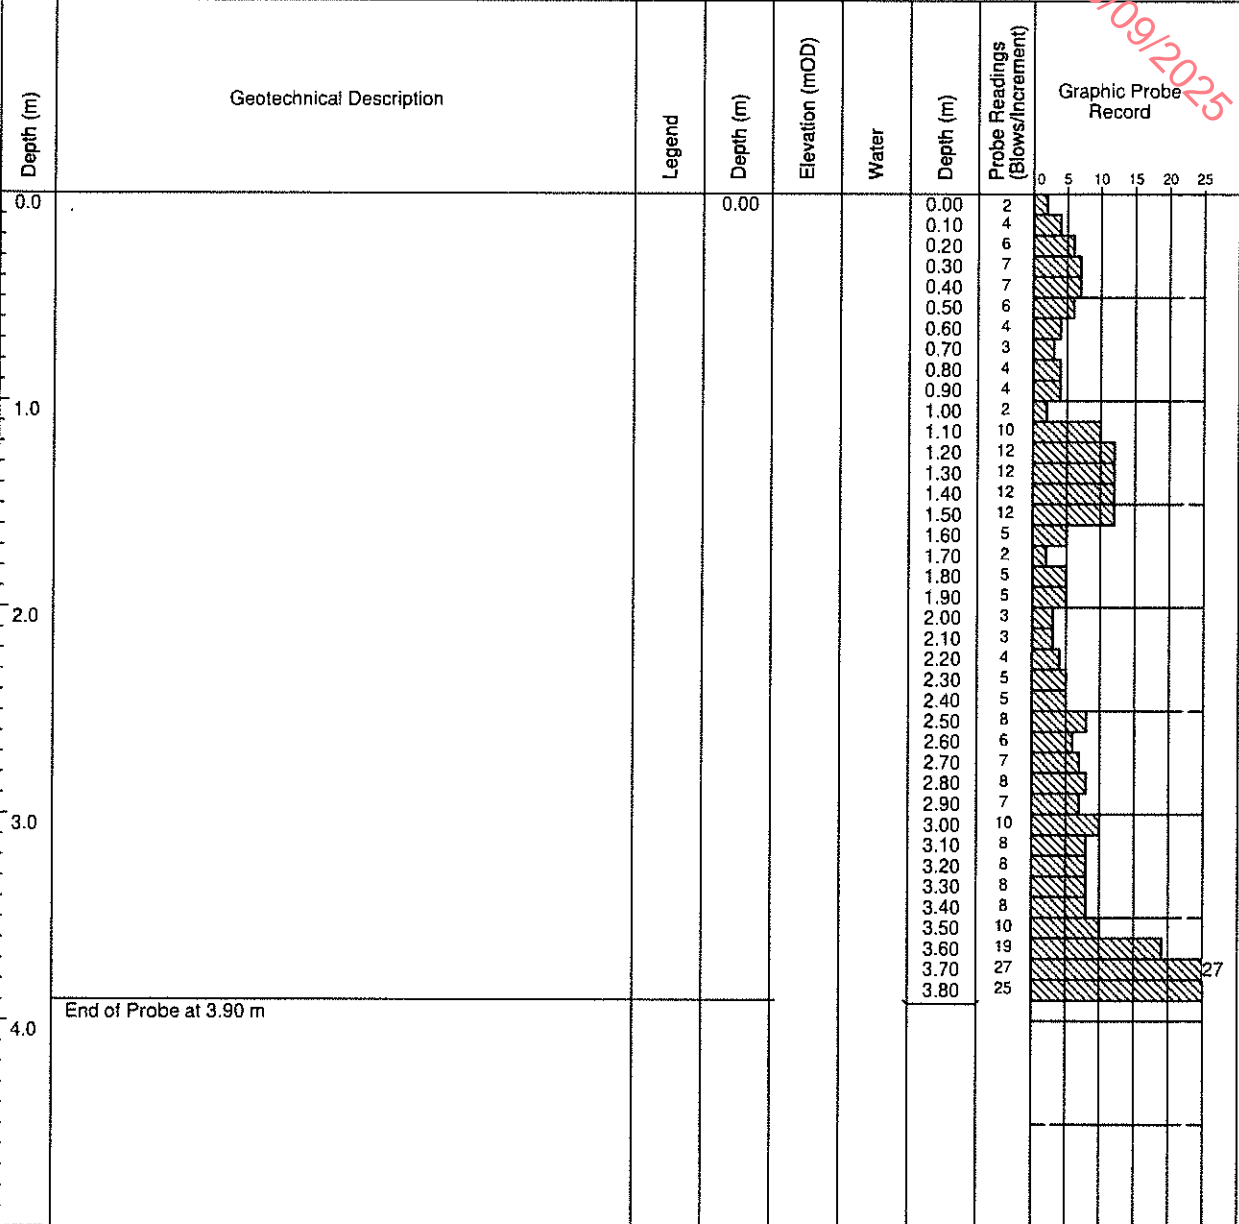 /09/2025
Depth (m)
Geotechnical Description
Legend
Depth (m)
Elevation (mOD)
Water
Depth (m)
Probe Readings
(Blows/Increment)
Graphic Probe
Record
0 5 10 15 20 25
0.0 0.00 0.00 2
0.10 4
0.20 6
0.30 7
0.40 7
0.50 6
0.60 4
0.70 3
0.80 4
0.90 4
1.0 1.00 2
1.10 10
1.20 12
1.30 12
1.40 12
1.50 12
1.60 5
1.70 2
1.80 5
1.90 5
2.0 2.00 3
2.10 3
2.20 4
2.30 5
2.40 5
2.50 8
2.60 6
2.70 7
2.80 8
2.90 7
3.0 3.00 10
3.10 8
3.20 8
3.30 8
3.40 8
3.50 10
3.60 19
3.70 27 27
3.80 25
End of Probe at 3.90 m
4.0